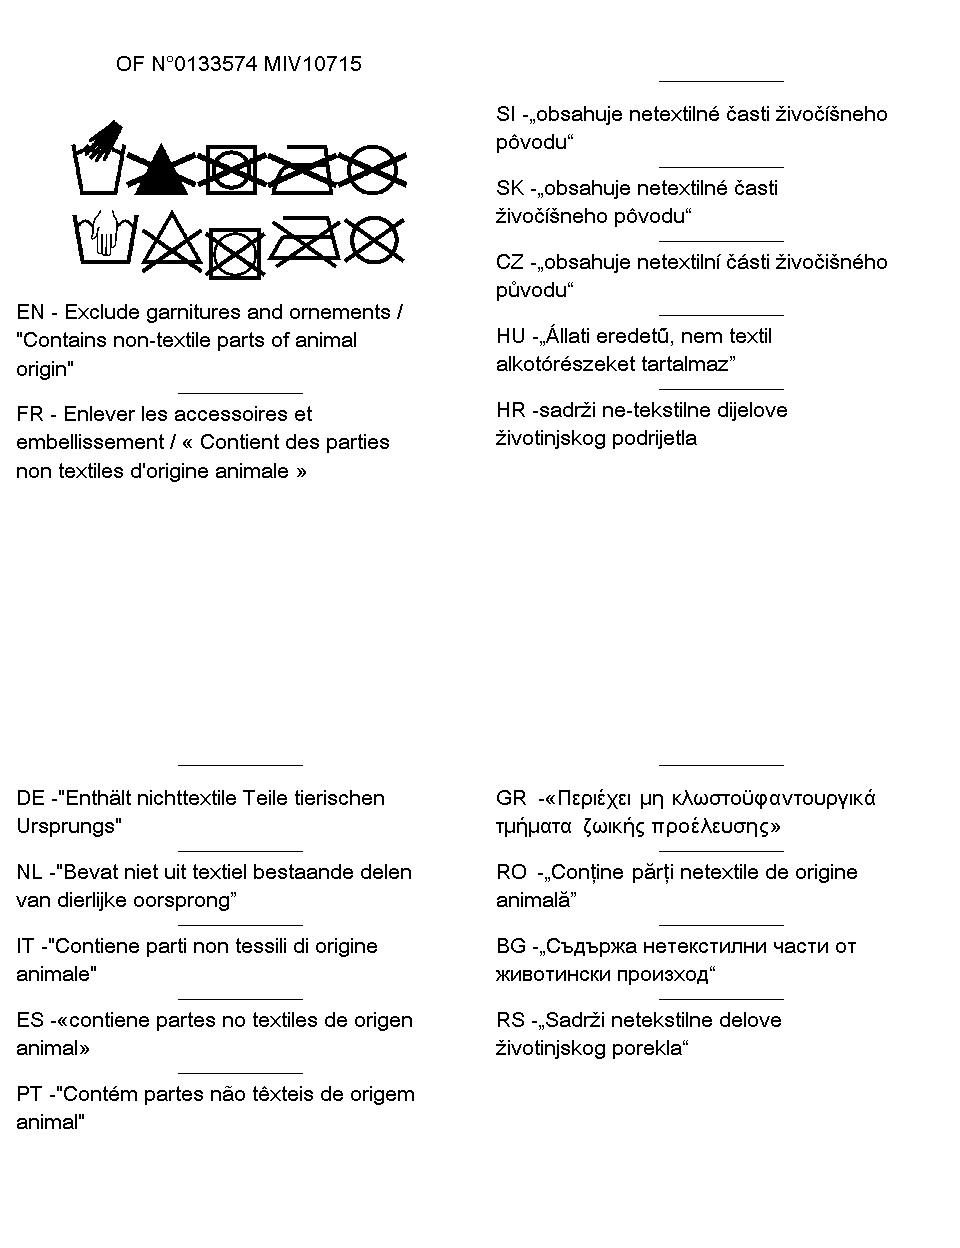 OF N°0133574 MIV10715
EN - Exclude garnitures and ornements /
"Contains non-textile parts of animal
origin"
FR - Enlever les accessoires et
embellissement / « Contient des parties
non textiles d'origine animale »
SI -„obsahuje netextilné časti živočíšneho
pôvodu“
SK -„obsahuje netextilné časti
živočíšneho pôvodu“
CZ -„obsahuje netextilní části živočišného
původu“
HU -„Állati eredetű, nem textil
alkotórészeket tartalmaz”
HR -sadrži ne-tekstilne dijelove
životinjskog podrijetla
DE -"Enthält nichttextile Teile tierischen
Ursprungs"
NL -"Bevat niet uit textiel bestaande delen
van dierlijke oorsprong”
IT -"Contiene parti non tessili di origine
animale"
ES -«contiene partes no textiles de origen
animal»
PT -"Contém partes não têxteis de origem
animal"
GR -«Περιέχει μη κλωστοϋφαντουργικά
τμήματα ζωικής προέλευσης»
RO -„Conține părți netextile de origine
animală”
BG -„Съдържа нетекстилни части от
животински произход“
RS -„Sadrži netekstilne delove
životinjskog porekla“